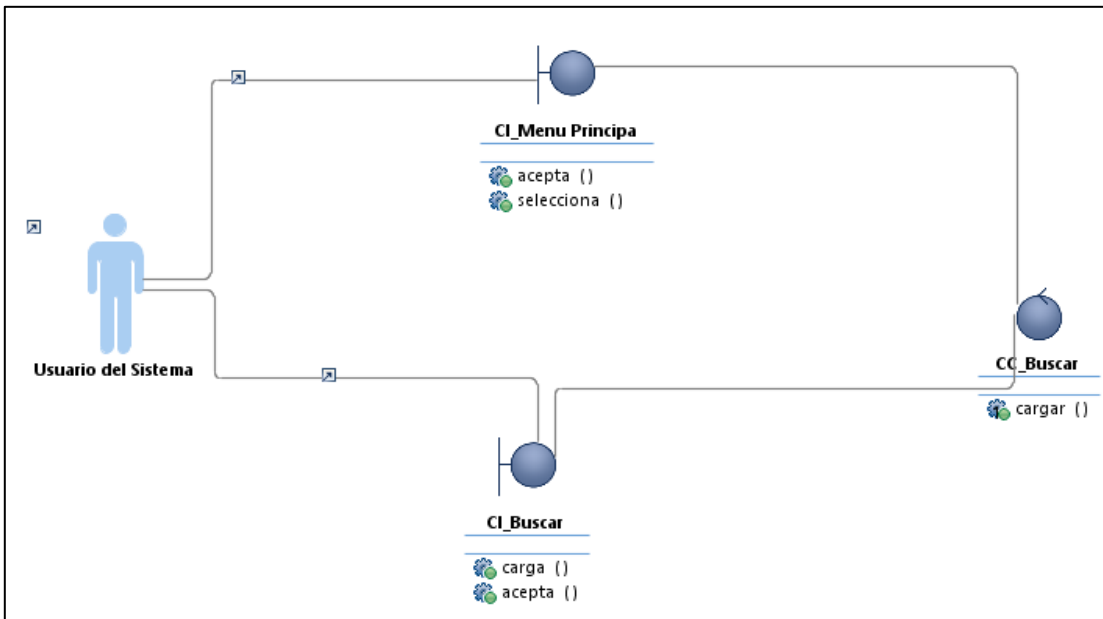 CI_Menu Principa
acepta ()
selecciona ()
Usuario del Sistema
CC_Buscar
cargar ()
CI_Buscar
carga ()
acepta ()